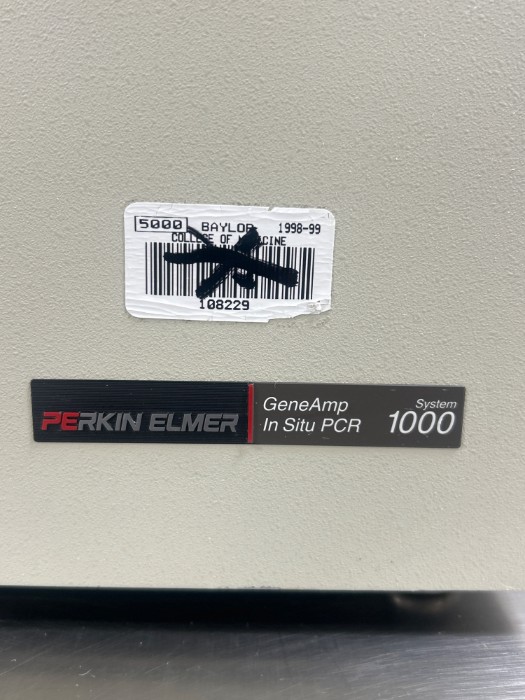 5000 BAYLOR 1998-99
COLLEGE OF MEDICINE
108229
PERKIN ELMER
GeneAmp
In Situ PCR
System
1000